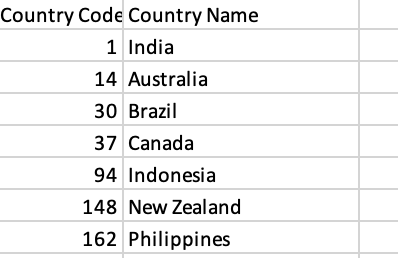 Country Code Country Name
1 India
14 Australia
30 Brazil
37 Canada
94 Indonesia
148 New Zealand
162 Philippines